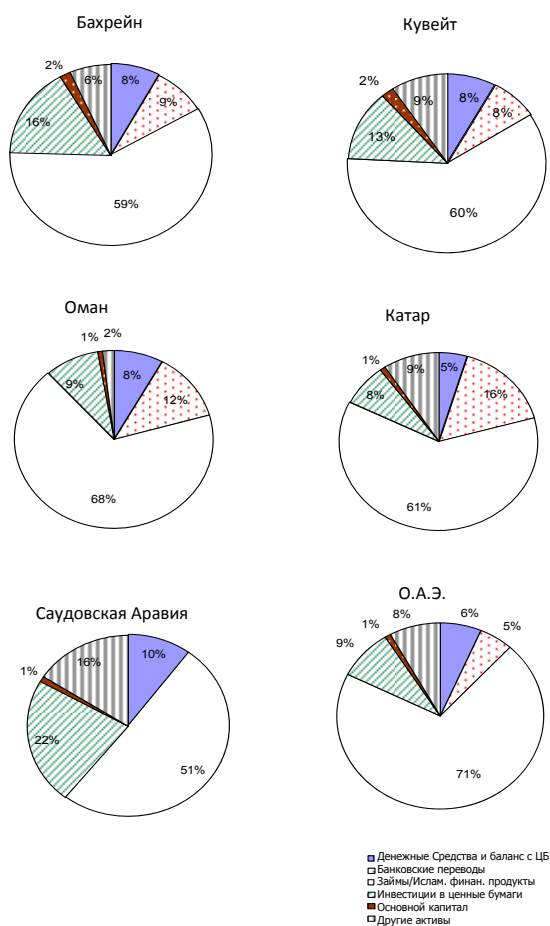 Бахрейн
2%
6%
8%
9%
16%
59%
Кувейт
2%
9%
8%
8%
13%
60%
Оман
1%
2%
8%
9%
12%
68%
Катар
1%
9%
5%
8%
16%
61%
Саудовская Аравия
1%
16%
10%
22%
51%
О.А.Э.
9%
1%
8%
6%
5%
71%
Денежные Средства и баланс с ЦБ
Банковские переводы
Займы/Ислам. финан. продукты
Инвестиции в ценные бумаги
Основной капитал
Другие активы